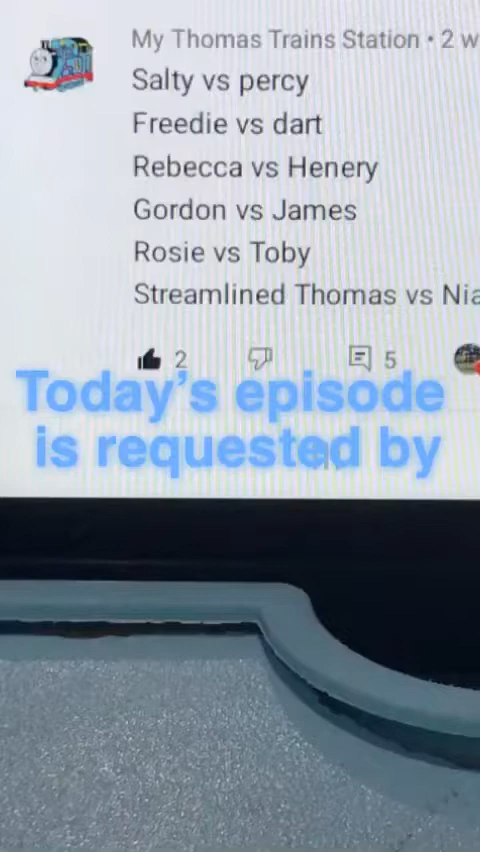 My Thomas Trains Station • 2 w
Salty vs percy
Freedie vs dart
Rebecca vs Henery
Gordon vs James
Rosie vs Toby
Streamlined Thomas vs Nia
2 5
Today's episode
is requested by